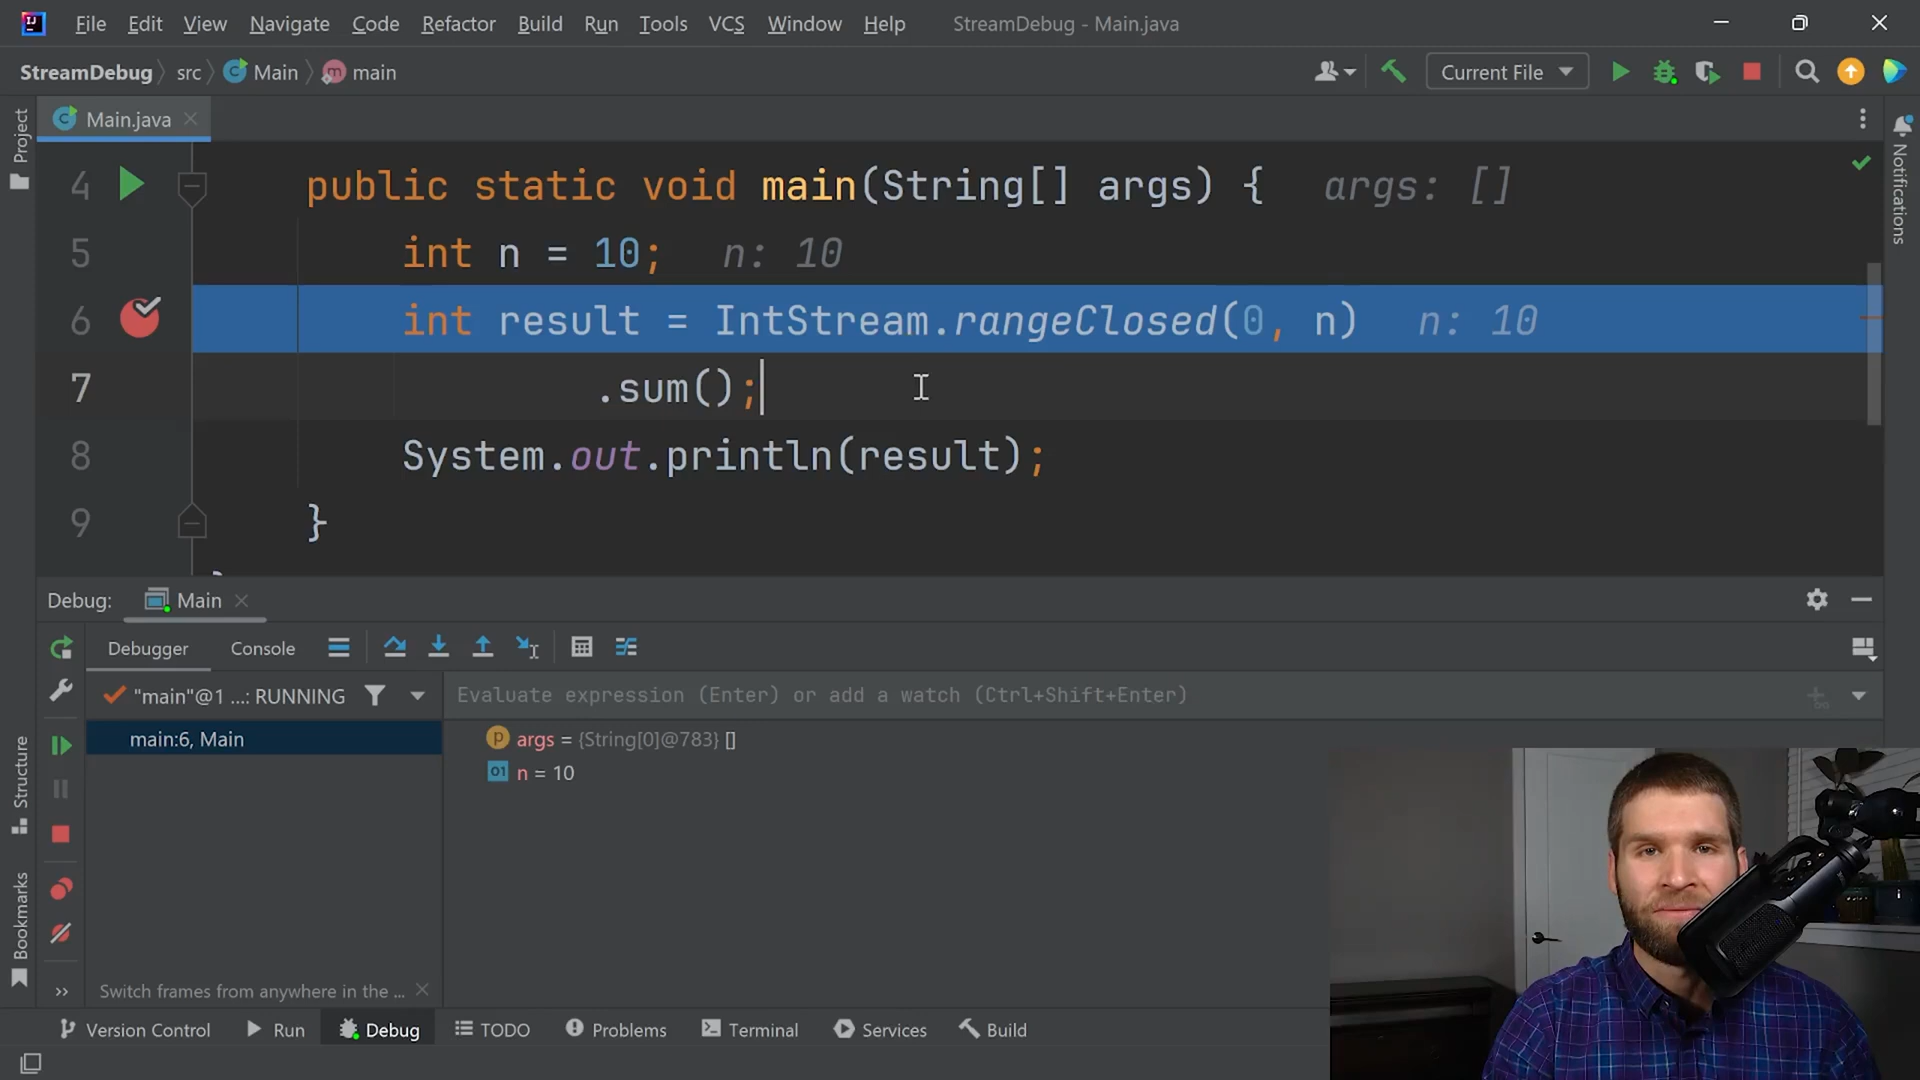 File Edit View Navigate Code Refactor Build Run Tools VCS Window Help StreamDebug - Main.java
StreamDebug src Main main Current File
Project
Main.java
Notifications
4 public static void main(String[] args) { args: []
5 int n = 10; n: 10
6 int result = IntStream.rangeClosed(0, n) n: 10
7 .sum();
8 System.out.println(result);
9 }
Debug: Main
Debugger Console
"main"@1 ...: RUNNING Evaluate expression (Enter) or add a watch (Ctrl+Shift+Enter)
main:6, Main
args = {String[0]@783} []
n = 10
Structure
Bookmarks
Switch frames from anywhere in the ...
Version Control Run Debug TODO Problems Terminal Services Build